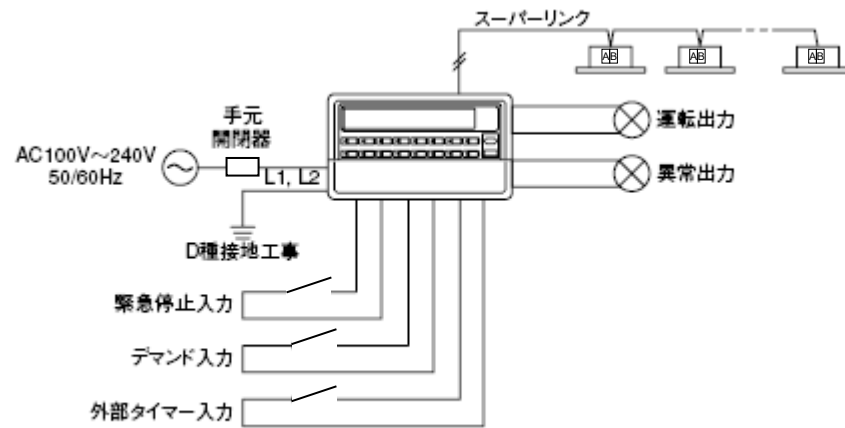 スーパーリンク
AB AB AB
手元
開閉器
運転出力
AC100V～240V
50/60Hz
L1, L2
異常出力
D種接地工事
緊急停止入力
デマンド入力
外部タイマー入力